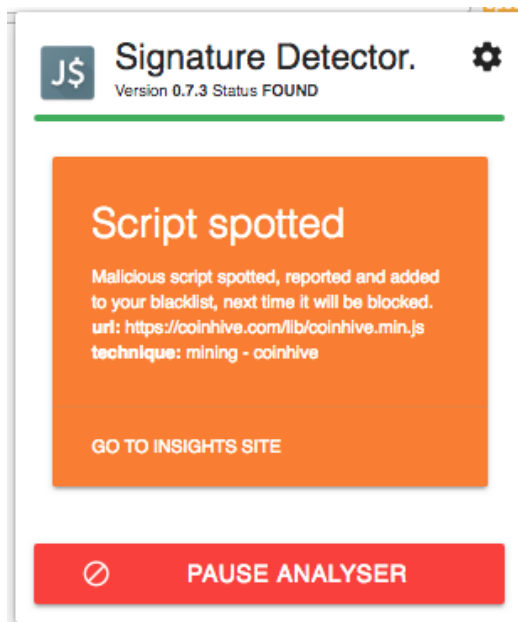 J$
Signature Detector.
Version 0.7.3 Status FOUND
Script spotted
Malicious script spotted, reported and added
to your blacklist, next time it will be blocked.
url: https://coinhive.com/lib/coinhive.min.js
technique: mining - coinhive
GO TO INSIGHTS SITE
PAUSE ANALYSER